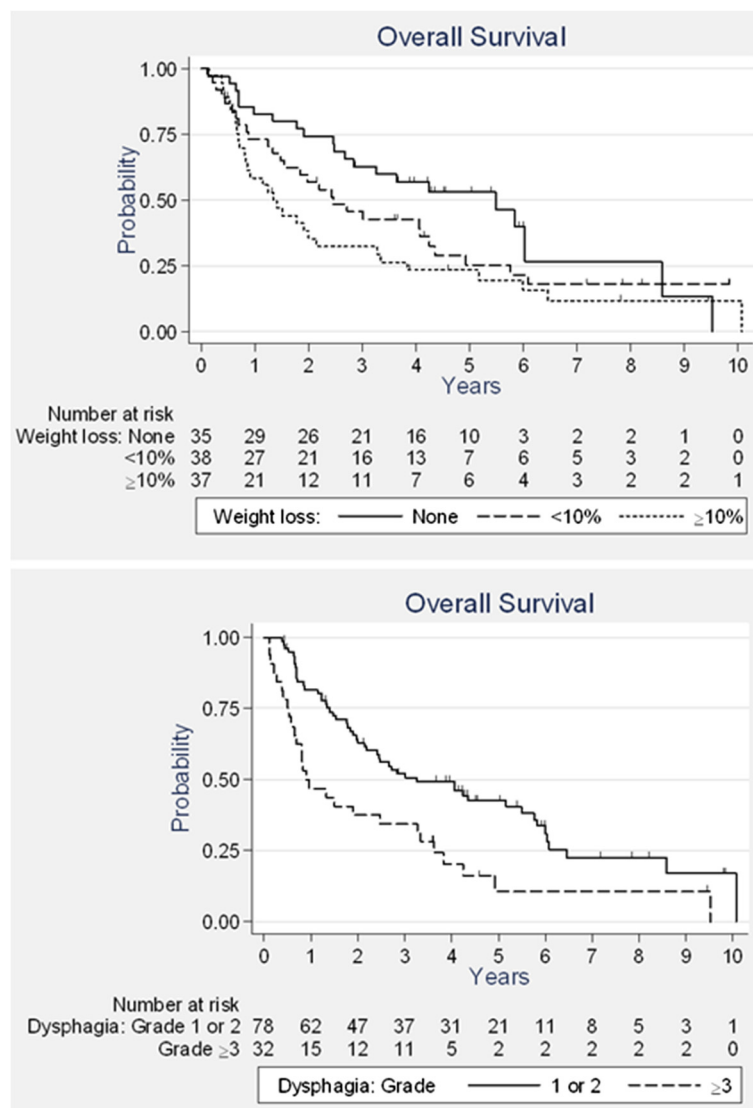 Overall Survival
1.00
0.75
0.50
0.25
0.00
Probability
0 1 2 3 4 5 6 7 8 9 10
Years
Number at risk
Weight loss: None 35 29 26 21 16 10 3 2 2 1 0
<10% 38 27 21 16 13 7 6 5 3 2 0
≥10% 37 21 12 11 7 6 4 3 2 2 1
Weight loss: None <10% ≥10%
Overall Survival
1.00
0.75
0.50
0.25
0.00
Probability
0 1 2 3 4 5 6 7 8 9 10
Years
Number at risk
Dysphagia: Grade 1 or 2 78 62 47 37 31 21 11 8 5 3 1
Grade ≥3 32 15 12 11 5 2 2 2 2 2 0
Dysphagia: Grade 1 or 2 ≥3